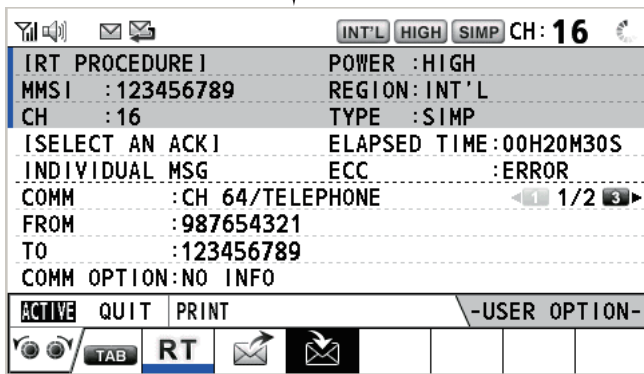 INT'L HIGH SIMP CH: 16
[RT PROCEDURE] POWER :HIGH
MMSI :123456789 REGION:INT'L
CH :16 TYPE :SIMP
[SELECT AN ACK] ELAPSED TIME:00H20M30S
INDIVIDUAL MSG ECC :ERROR
COMM :CH 64/TELEPHONE 1 1/2 3
FROM :987654321
TO :123456789
COMM OPTION:NO INFO
ACTIVE QUIT PRINT -USER OPTION-
TAB RT